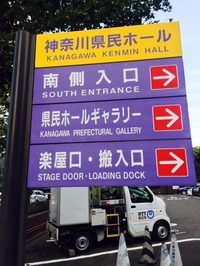 神奈川県民ホール
KANAGAWA KENMIN HALL
南側入口
SOUTH ENTRANCE
県民ホールギャラリー
KANAGAWA PREFECTURAL GALLERY
楽屋口・搬入口
STAGE DOOR・LOADING DOCK